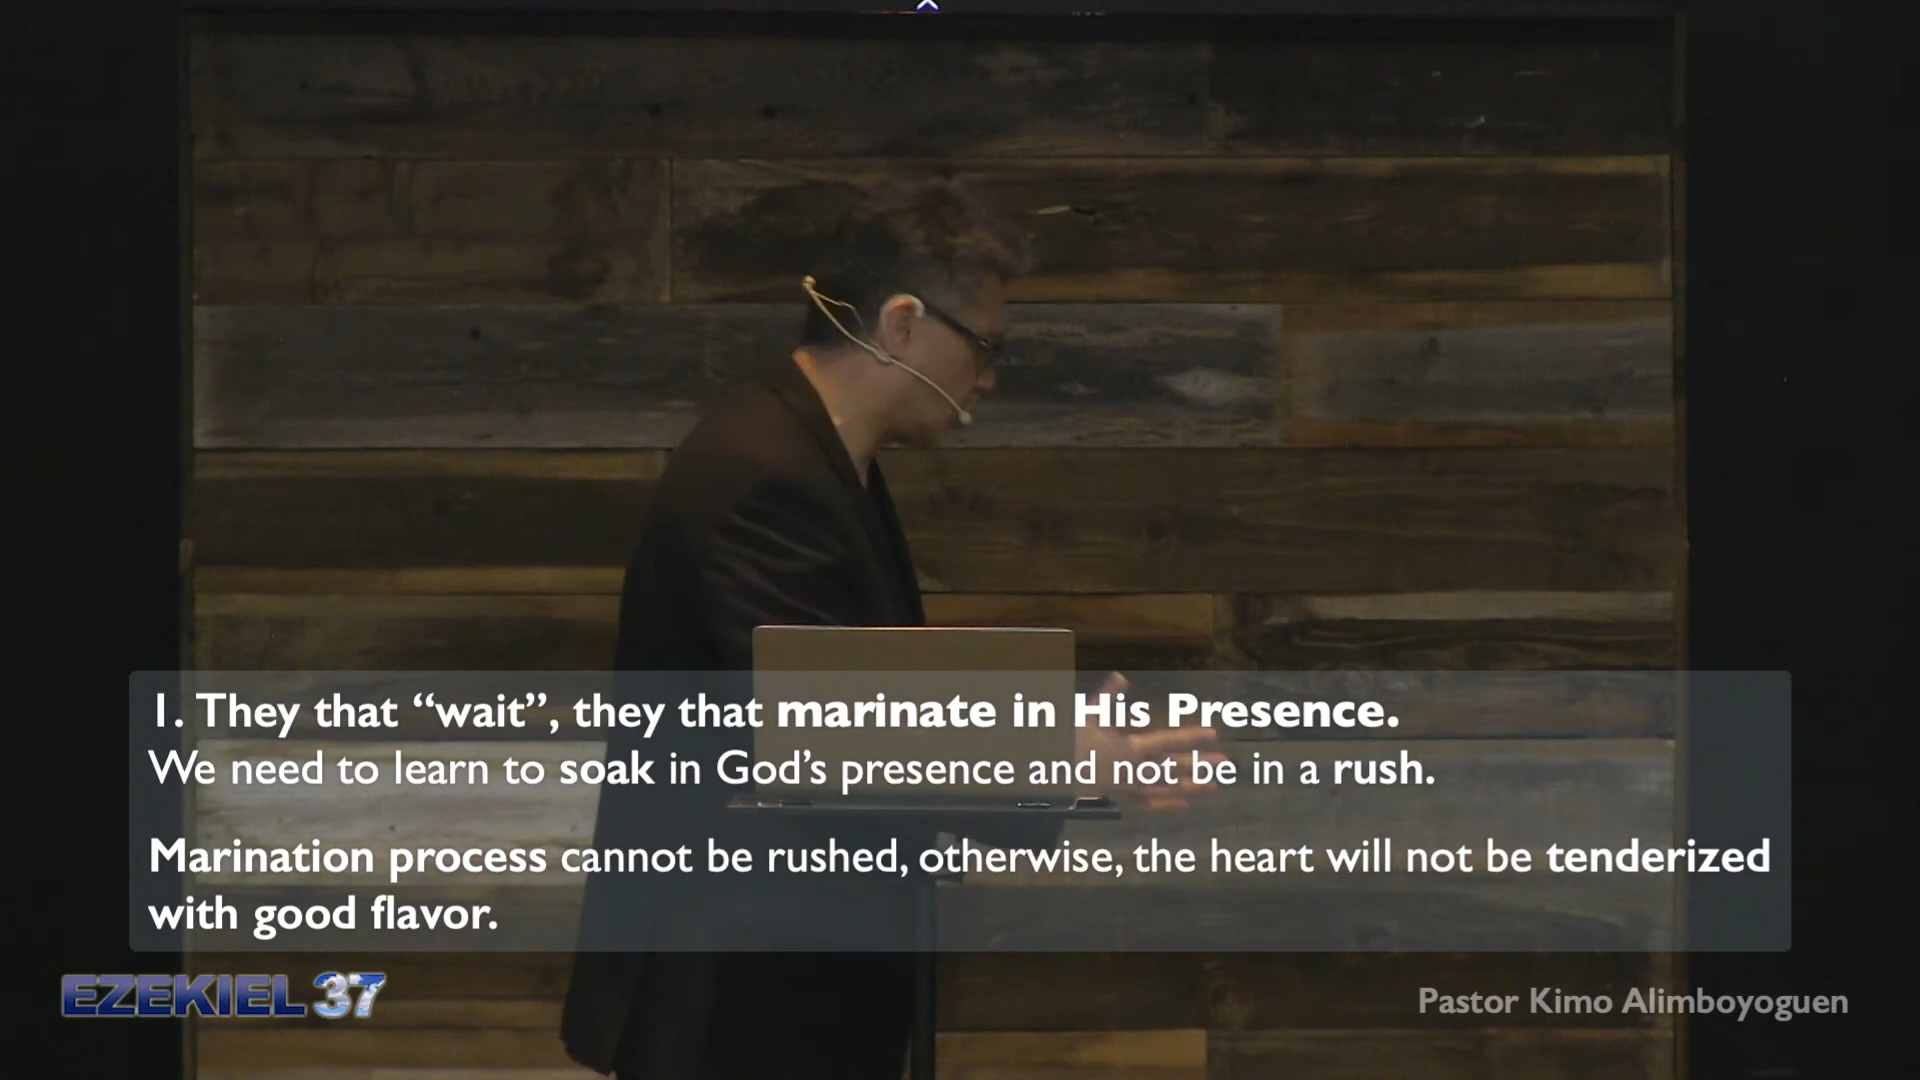 1. They that “wait”, they that marinate in His Presence.
We need to learn to soak in God’s presence and not be in a rush.
Marination process cannot be rushed, otherwise, the heart will not be tenderized
with good flavor.
EZEKIEL 37
Pastor Kimo Alimboyoguen